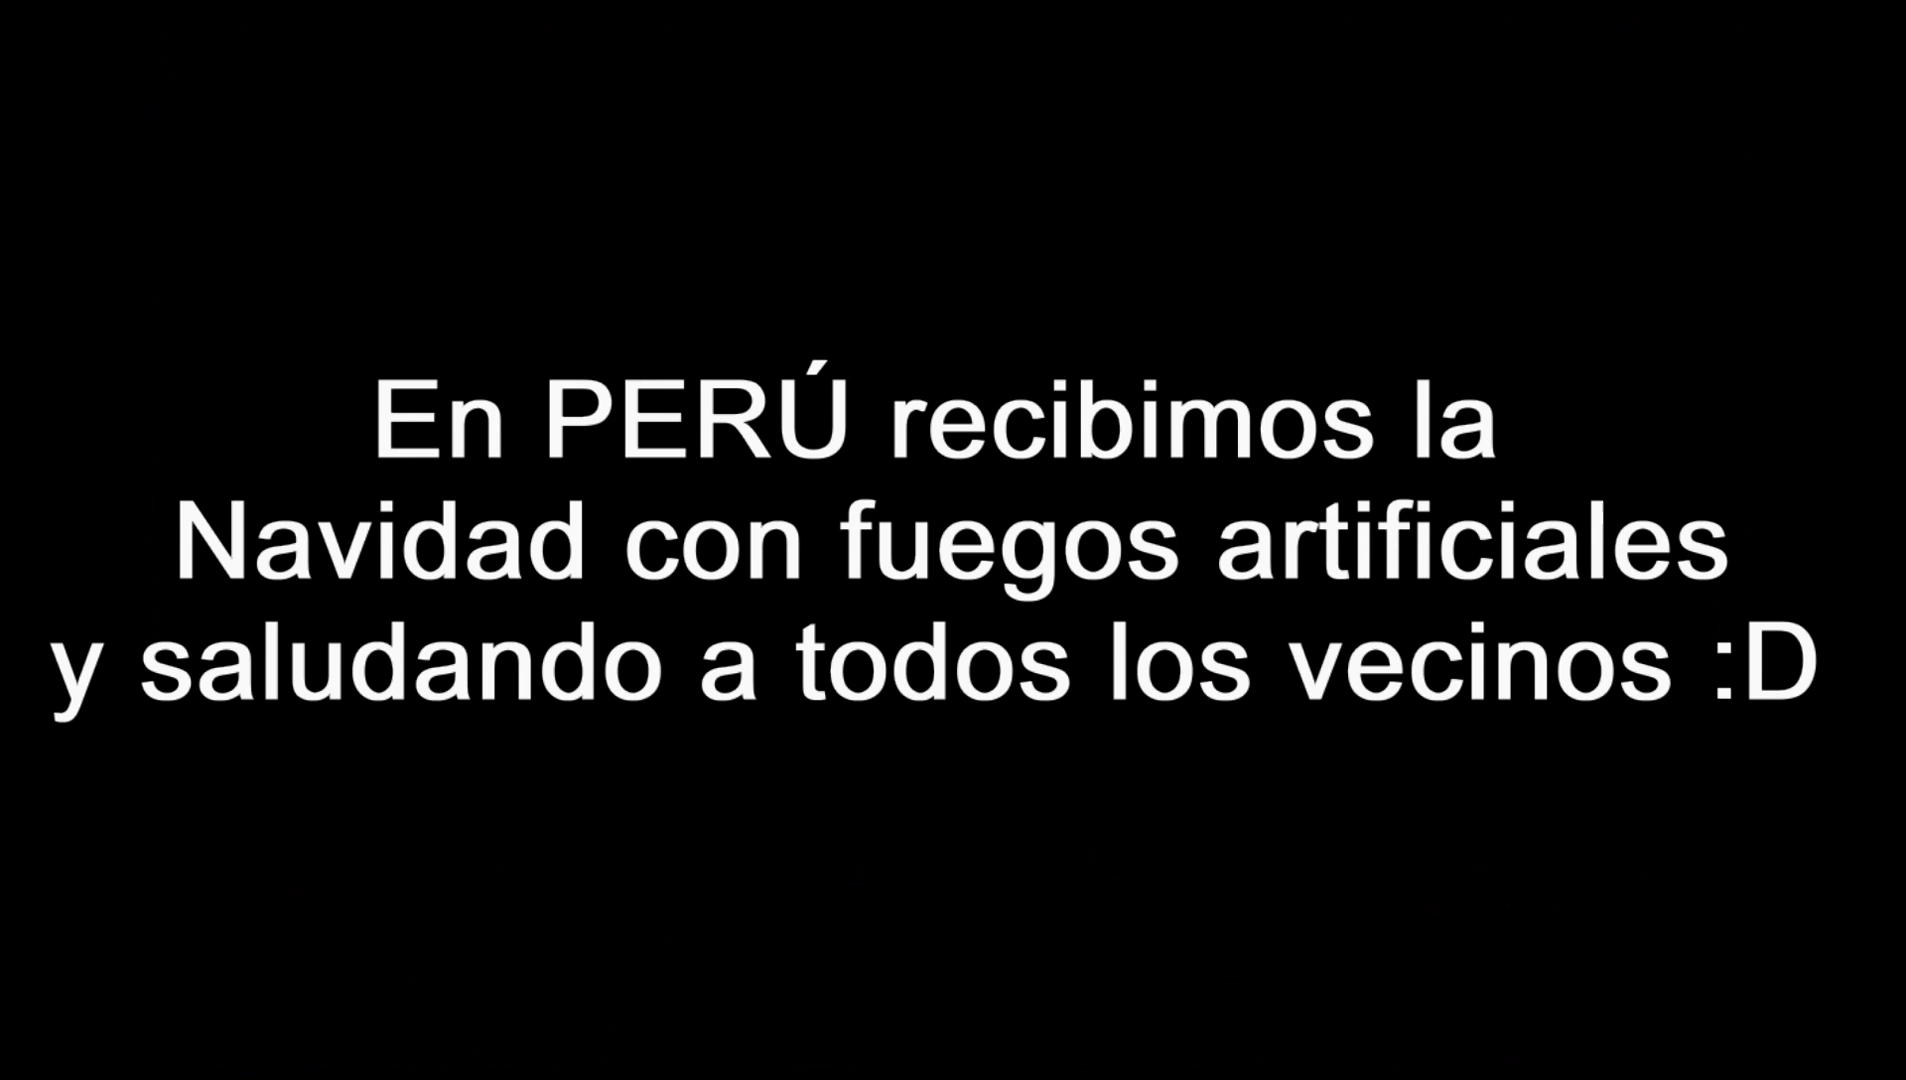 En PERÚ recibimos la
Navidad con fuegos artificiales
y saludando a todos los vecinos :D